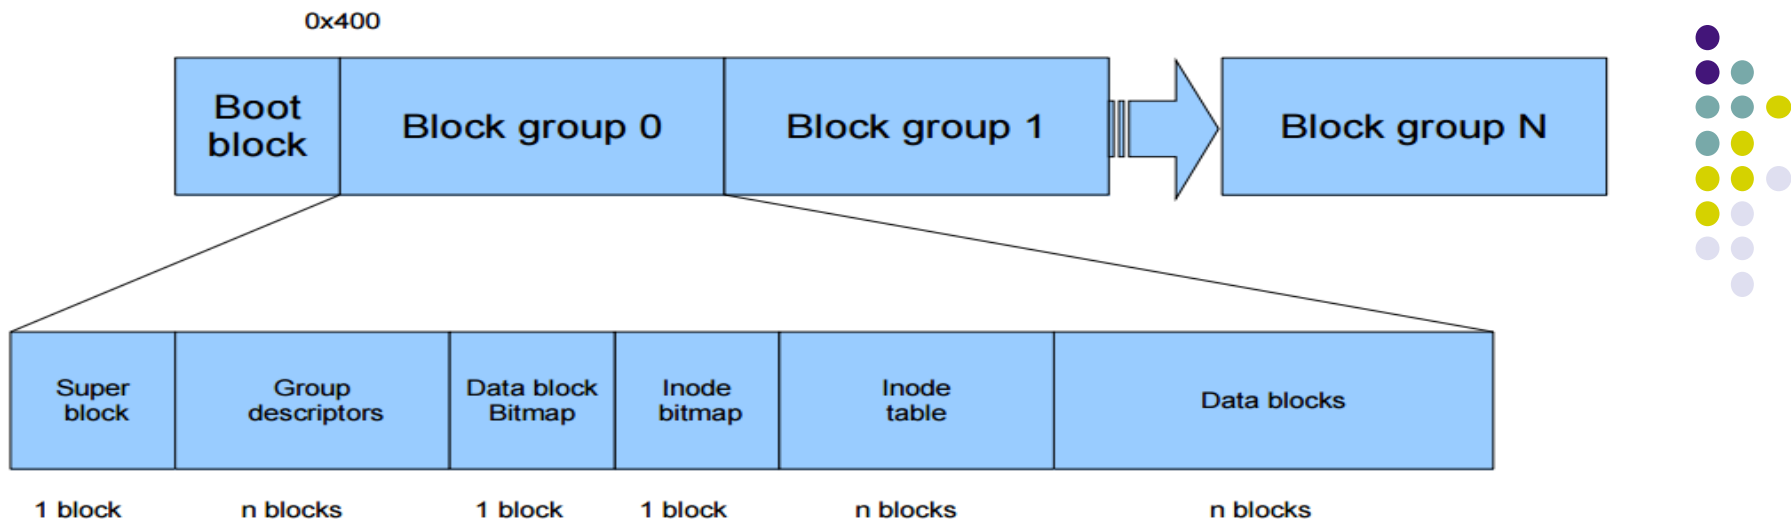 0x400
Boot
block
Block group 0
Block group 1
Block group N
Super
block
Group
descriptors
Data block
Bitmap
Inode
bitmap
Inode
table
Data blocks
1 block
n blocks
1 block
1 block
n blocks
n blocks